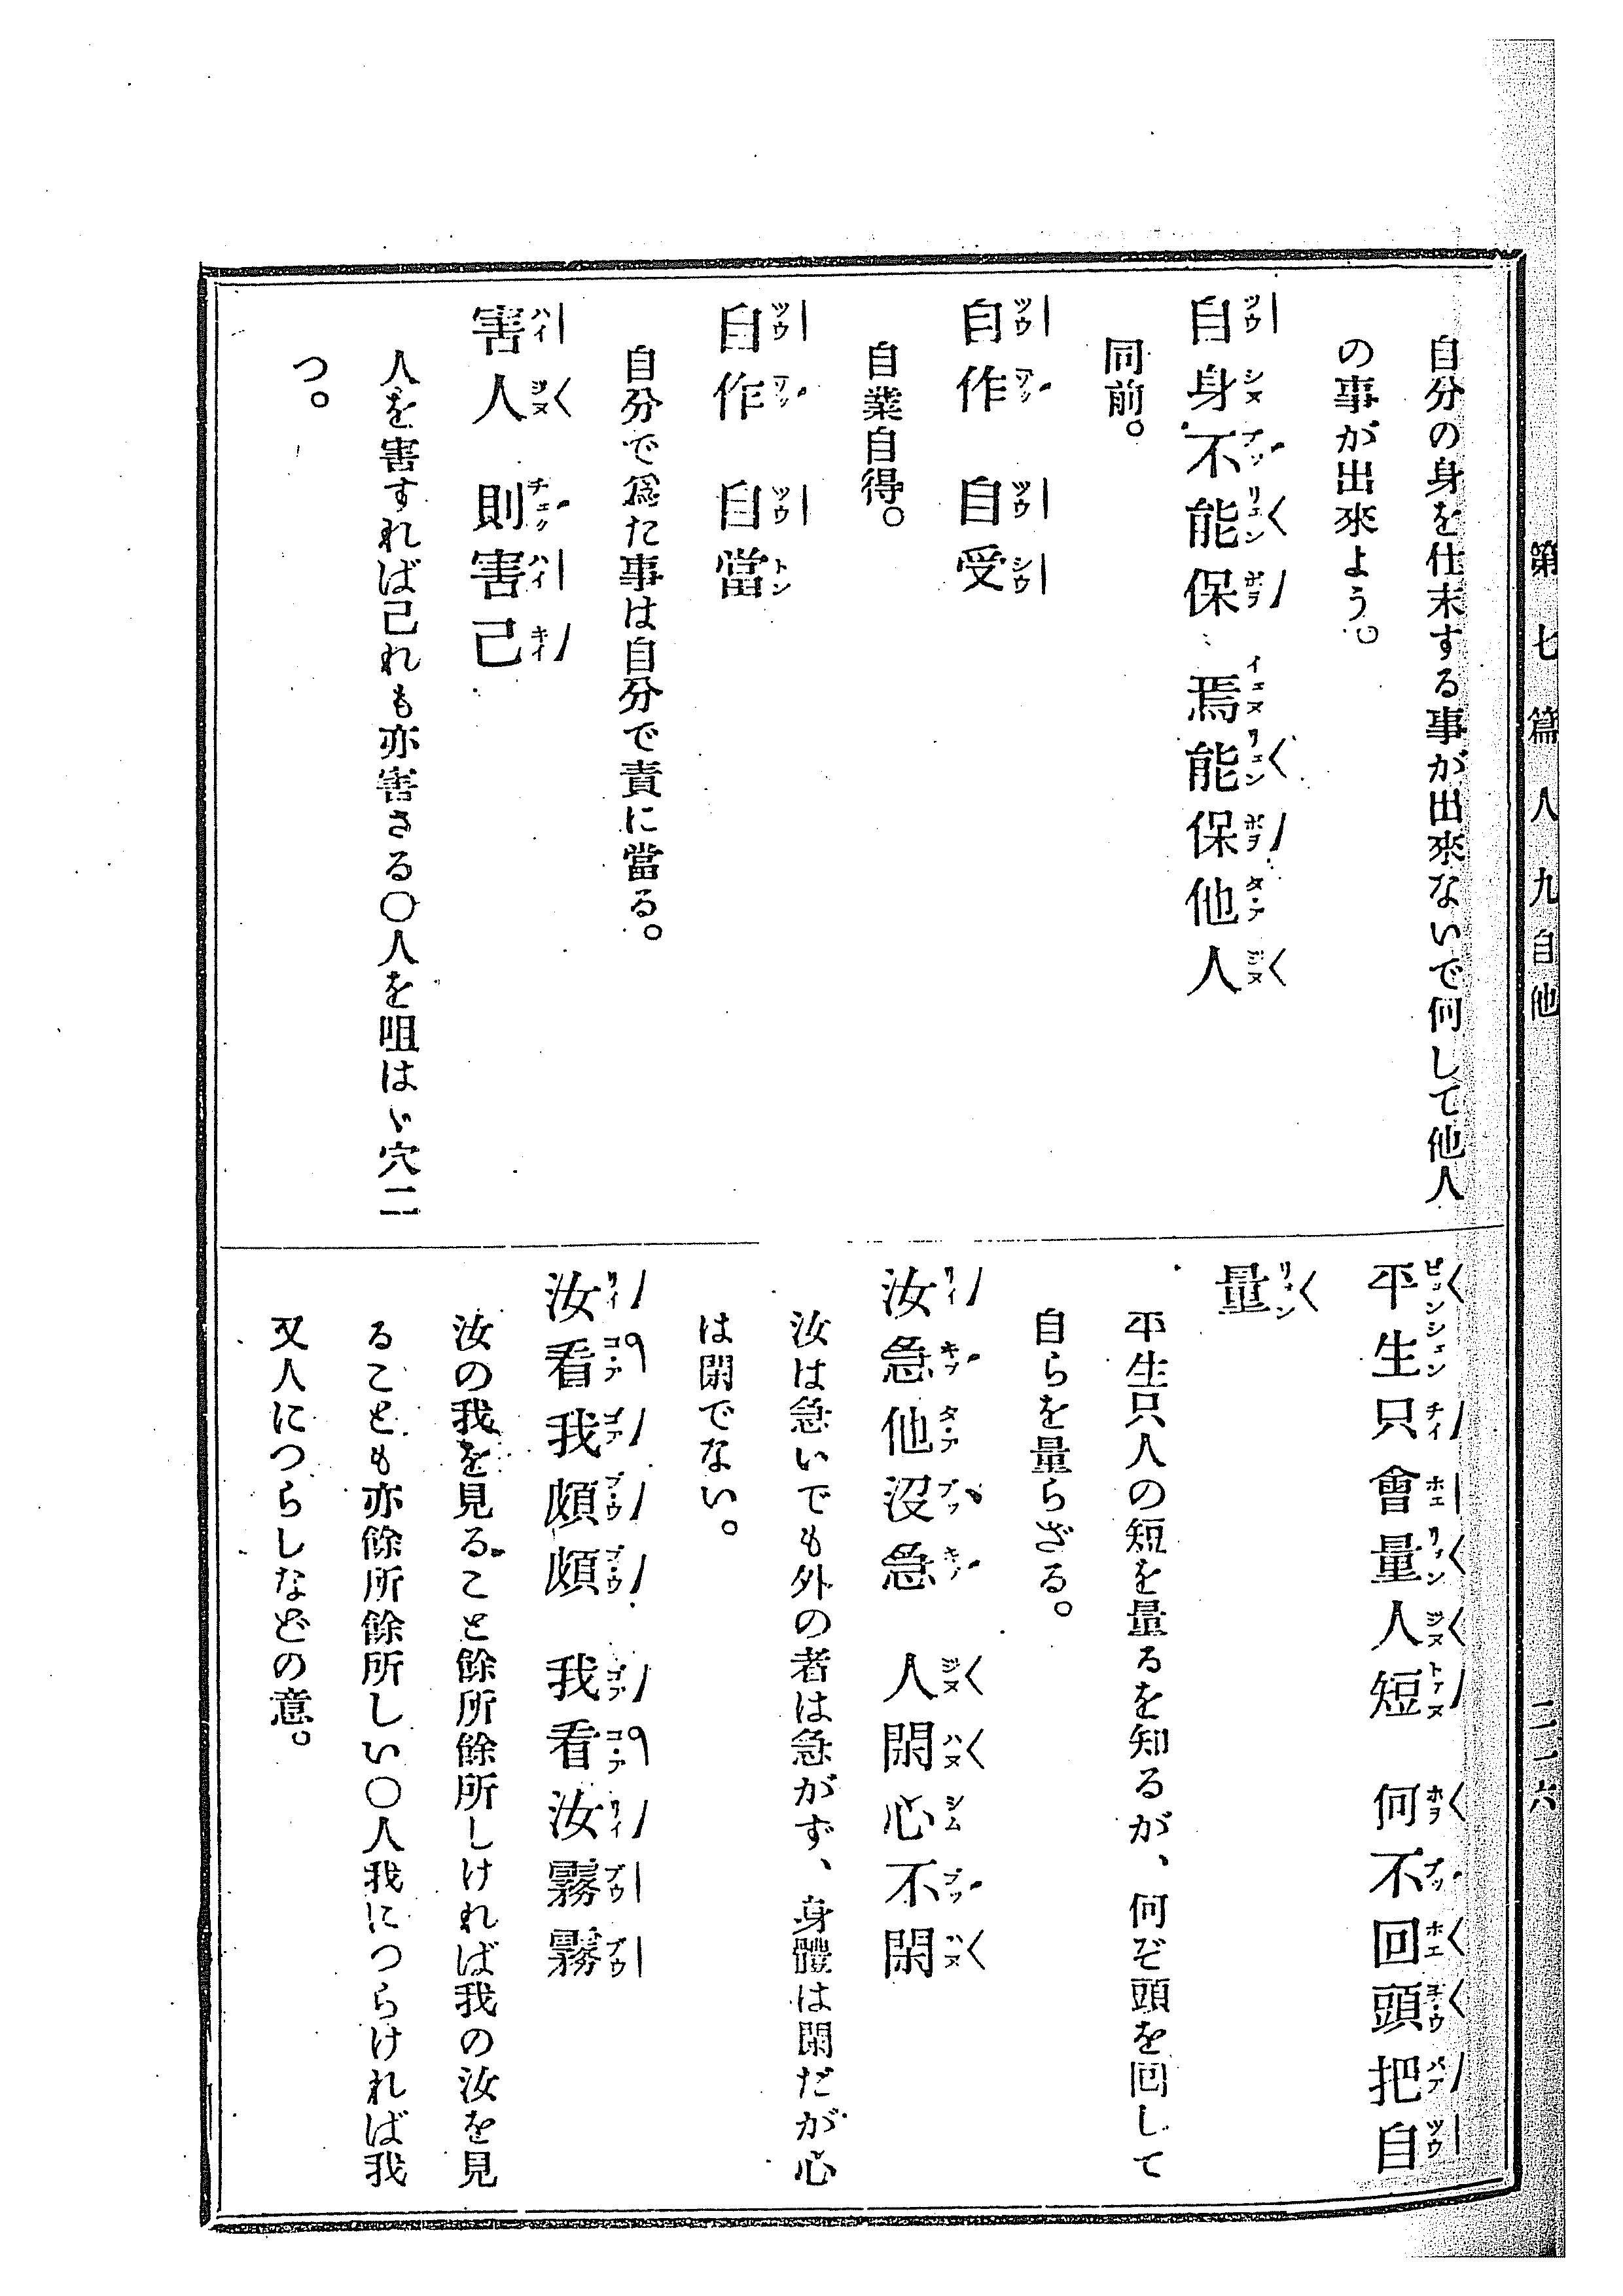 第七篇 人 九 自他
二一六
自分の身を仕末する事が出來ないで何して他人
の事が出來よう。
自身不能保 焉能保他人
同前。
自作 自受
自業自得。
自作 自當
自分で爲た事は自分で責に當る。
害人 則害己
人を害すれば己れも亦害さる〇人を咀はゞ穴二
つ。
平生只會量人短 何不回頭把自
量
平生只人の短を量るを知るが、何ぞ頭を回して
自らを量らざる。
汝急他沒急 人閑心不閑
汝は急いでも外の者は急がず、身體は閑だが心
は閑でない。
汝看我頗頗 我看汝霧霧
汝の我を見ること餘所餘所しければ我の汝を見
ることも亦餘所餘所しい〇人我につらければ我
又人につらしなどの意。